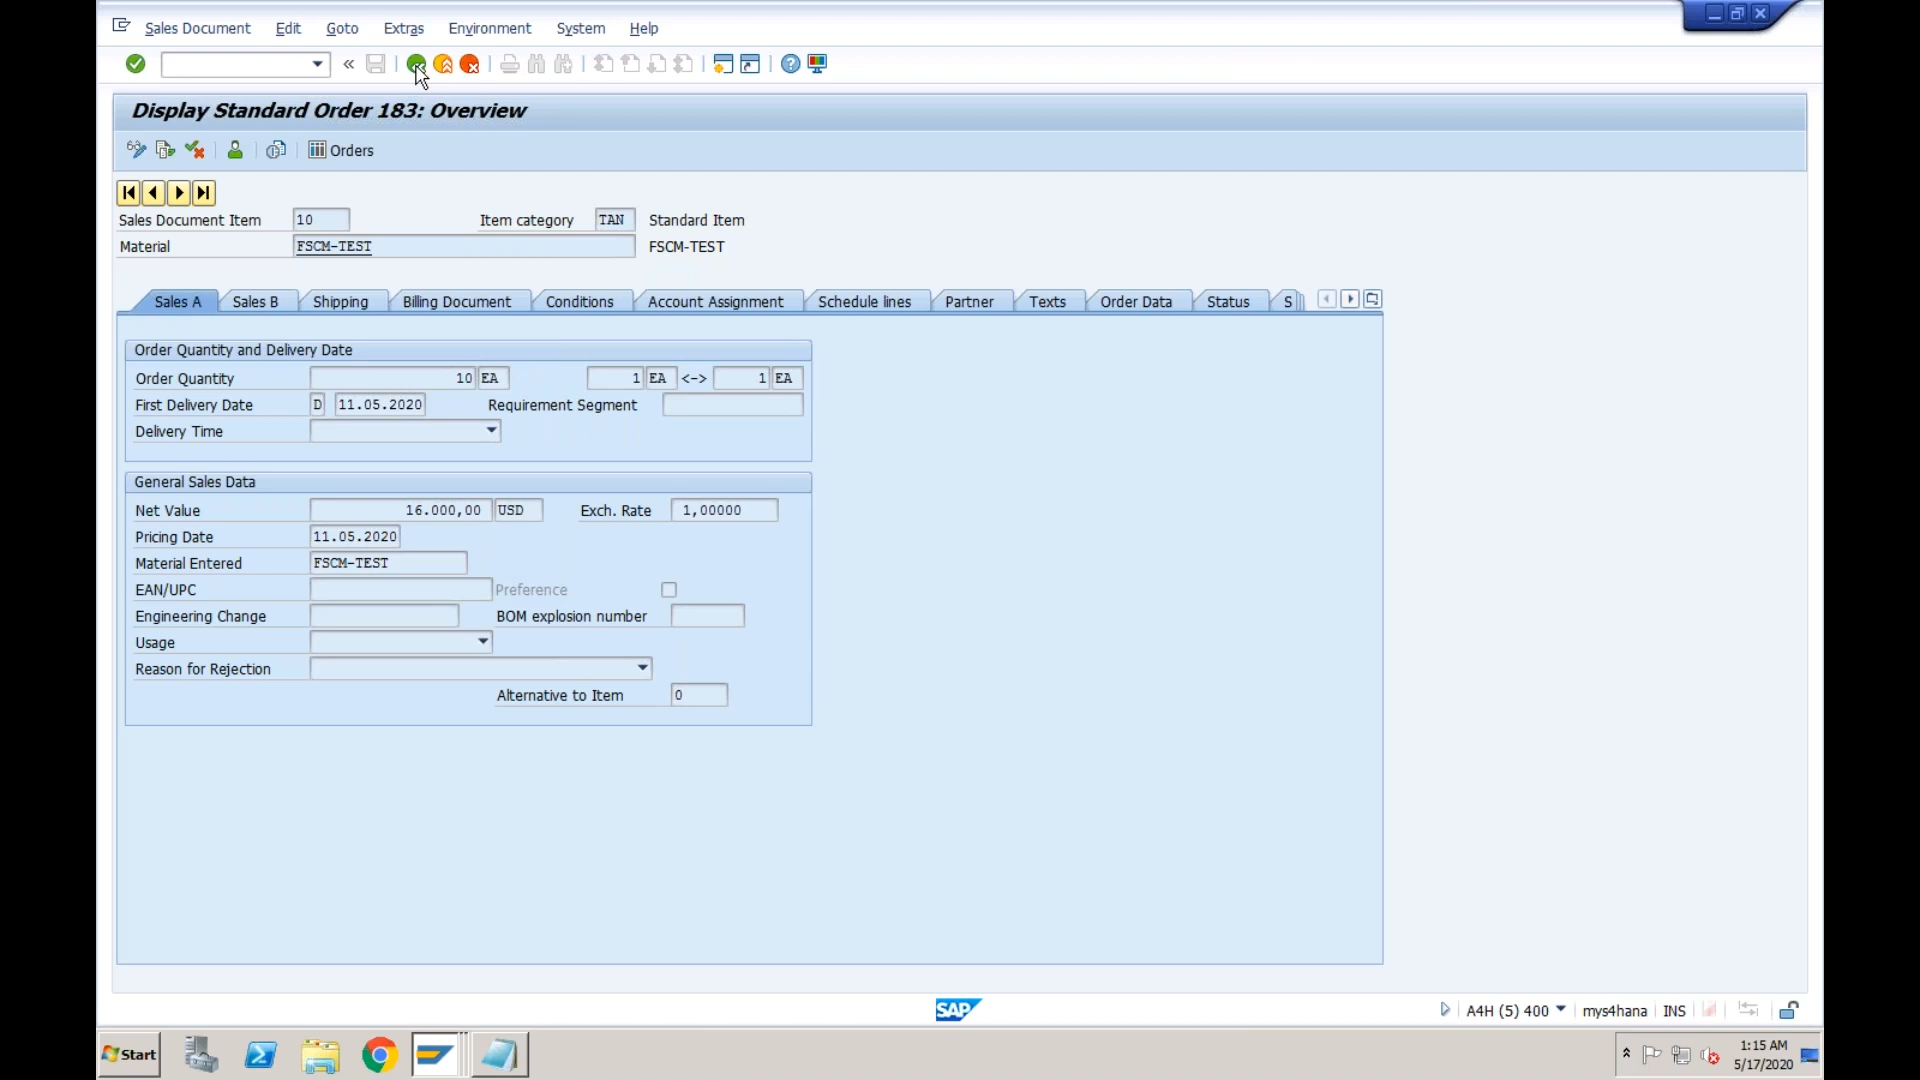 Sales Document Edit Goto Extras Environment System Help
Display Standard Order 183: Overview
Orders
Sales Document Item 10 Item category TAN Standard Item
Material FSCM-TEST FSCM-TEST
Sales A Sales B Shipping Billing Document Conditions Account Assignment Schedule lines Partner Texts Order Data Status S
Order Quantity and Delivery Date
Order Quantity 10 EA 1 EA <-> 1 EA
First Delivery Date D 11.05.2020 Requirement Segment
Delivery Time
General Sales Data
Net Value 16.000,00 USD Exch. Rate 1,00000
Pricing Date 11.05.2020
Material Entered FSCM-TEST
EAN/UPC Preference
Engineering Change BOM explosion number
Usage
Reason for Rejection
Alternative to Item 0
SAP A4H (5) 400 mys4hana INS
Start 1:15 AM
5/17/2020